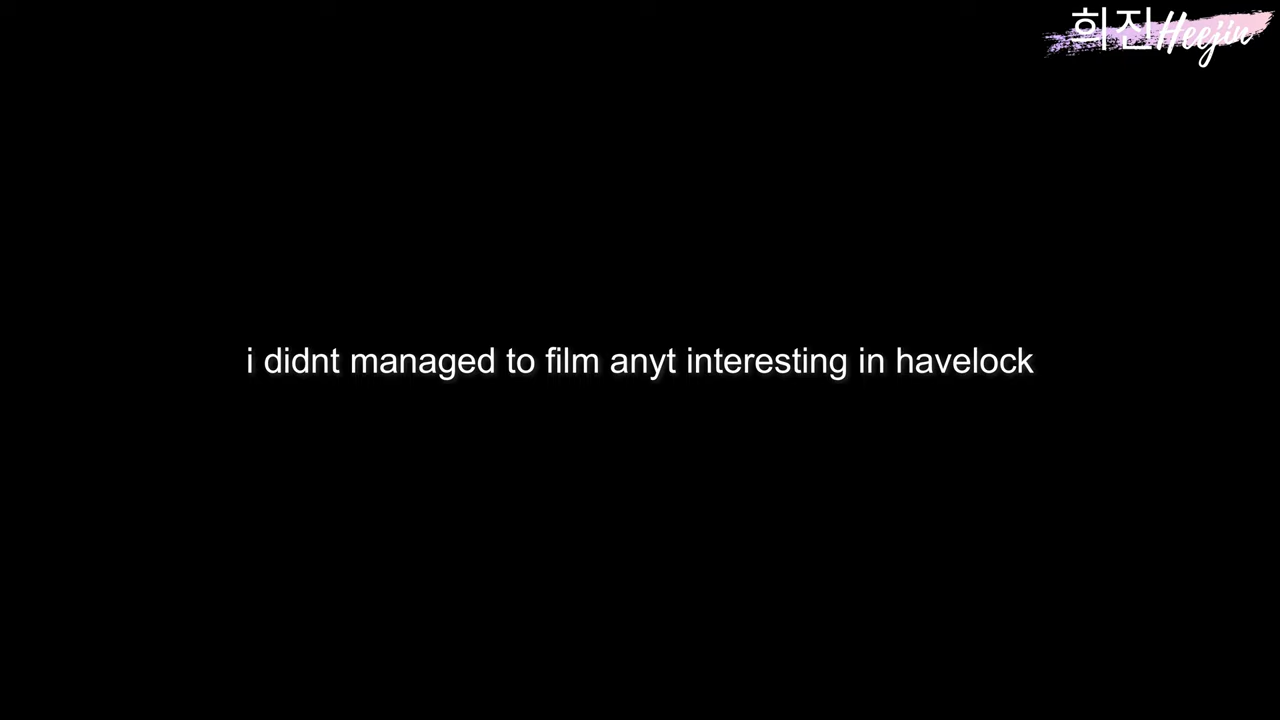 희진Heejin
i didnt managed to film anyt interesting in havelock